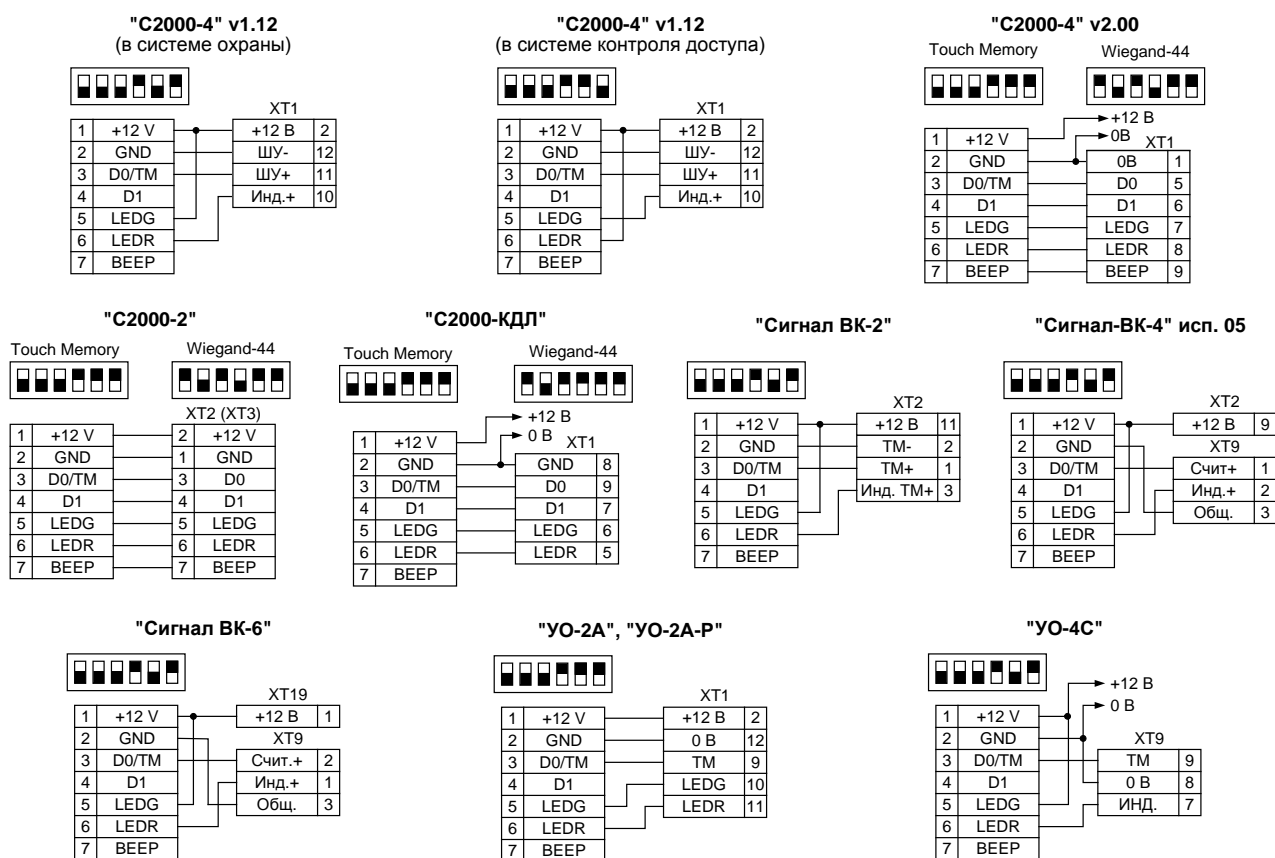 "С2000-4" v1.12
(в системе охраны)
XT1
1 +12 V +12 В 2
2 GND ШУ- 12
3 D0/TM ШУ+ 11
4 D1 Инд.+ 10
5 LEDG
6 LEDR
7 BEEP
"С2000-4" v1.12
(в системе контроля доступа)
XT1
1 +12 V +12 В 2
2 GND ШУ- 12
3 D0/TM ШУ+ 11
4 D1 Инд.+ 10
5 LEDG
6 LEDR
7 BEEP
"С2000-4" v2.00
Touch Memory Wiegand-44
+12 В
0В XT1
1 +12 V
2 GND 0В 1
3 D0/TM D0 5
4 D1 D1 6
5 LEDG LEDG 7
6 LEDR LEDR 8
7 BEEP BEEP 9
"С2000-2"
Touch Memory Wiegand-44
XT2 (XT3)
1 +12 V 2 +12 V
2 GND 1 GND
3 D0/TM 3 D0
4 D1 4 D1
5 LEDG 5 LEDG
6 LEDR 6 LEDR
7 BEEP 7 BEEP
"С2000-КДЛ"
Touch Memory Wiegand-44
+12 В
0 В XT1
1 +12 V
2 GND GND 8
3 D0/TM D0 9
4 D1 D1 7
5 LEDG LEDG 6
6 LEDR LEDR 5
7 BEEP
"Сигнал ВК-2"
XT2
1 +12 V +12 В 11
2 GND TM- 2
3 D0/TM TM+ 1
4 D1 Инд. TM+ 3
5 LEDG
6 LEDR
7 BEEP
"Сигнал-ВК-4" исп. 05
XT2
1 +12 V +12 В 9
2 GND XT9
3 D0/TM Счит+ 1
4 D1 Инд.+ 2
5 LEDG Общ. 3
6 LEDR
7 BEEP
"Сигнал ВК-6"
XT19
1 +12 V +12 В 1
2 GND XT9
3 D0/TM Счит.+ 2
4 D1 Инд.+ 1
5 LEDG Общ. 3
6 LEDR
7 BEEP
"УО-2А", "УО-2А-Р"
XT1
1 +12 V +12 В 2
2 GND 0 В 12
3 D0/TM TM 9
4 D1 LEDG 10
5 LEDG LEDR 11
6 LEDR
7 BEEP
"УО-4С"
+12 В
0 В
1 +12 V
2 GND XT9
3 D0/TM TM 9
4 D1 0 В 8
5 LEDG ИНД. 7
6 LEDR
7 BEEP